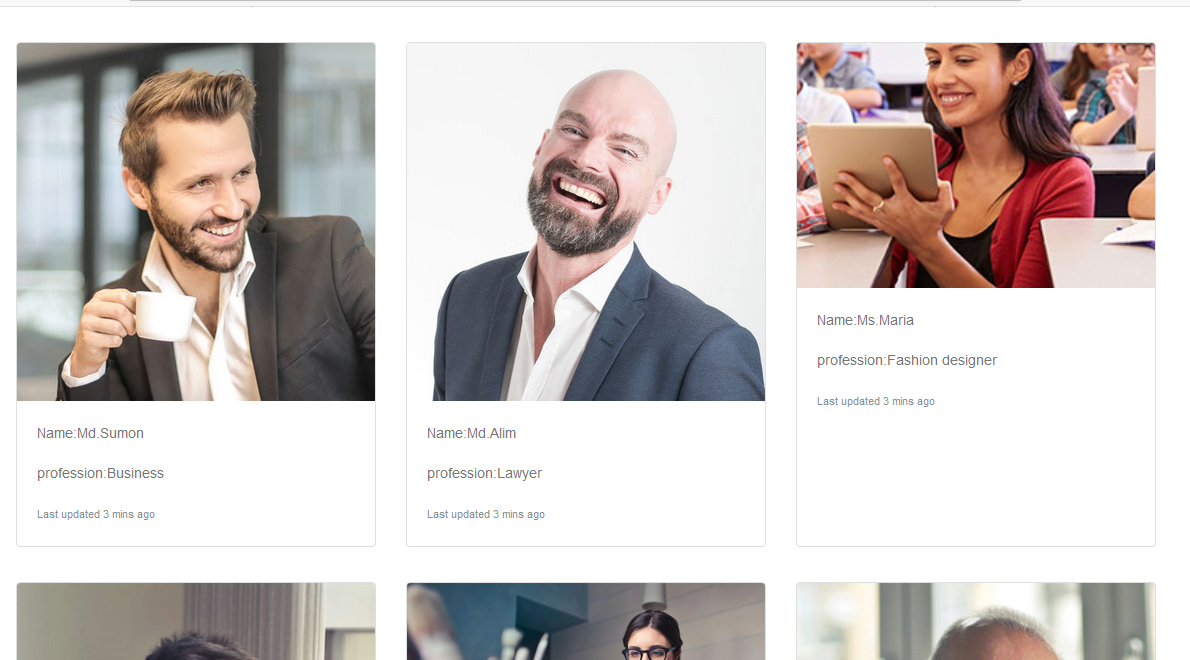 Name:Md.Sumon
profession:Business
Last updated 3 mins ago
Name:Md.Alim
profession:Lawyer
Last updated 3 mins ago
Name:Ms.Maria
profession:Fashion designer
Last updated 3 mins ago